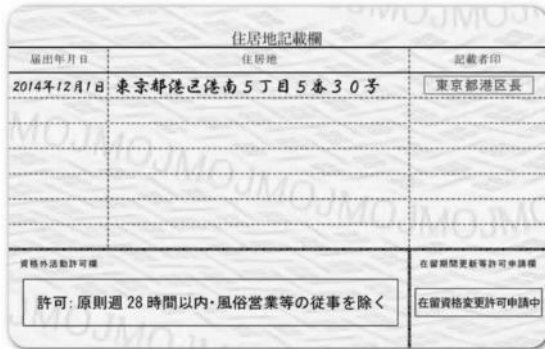 住居地記載欄
届出年月日 住居地 記載者印
2014年12月1日 東京都港区港南5丁目5番30号 東京都港区長
MOJMOJMOJMOJMOJM
資格外活動許可欄
許可:原則週28時間以内・風俗営業等の従事を除く
在留期間更新等許可申請欄
在留資格変更許可申請中